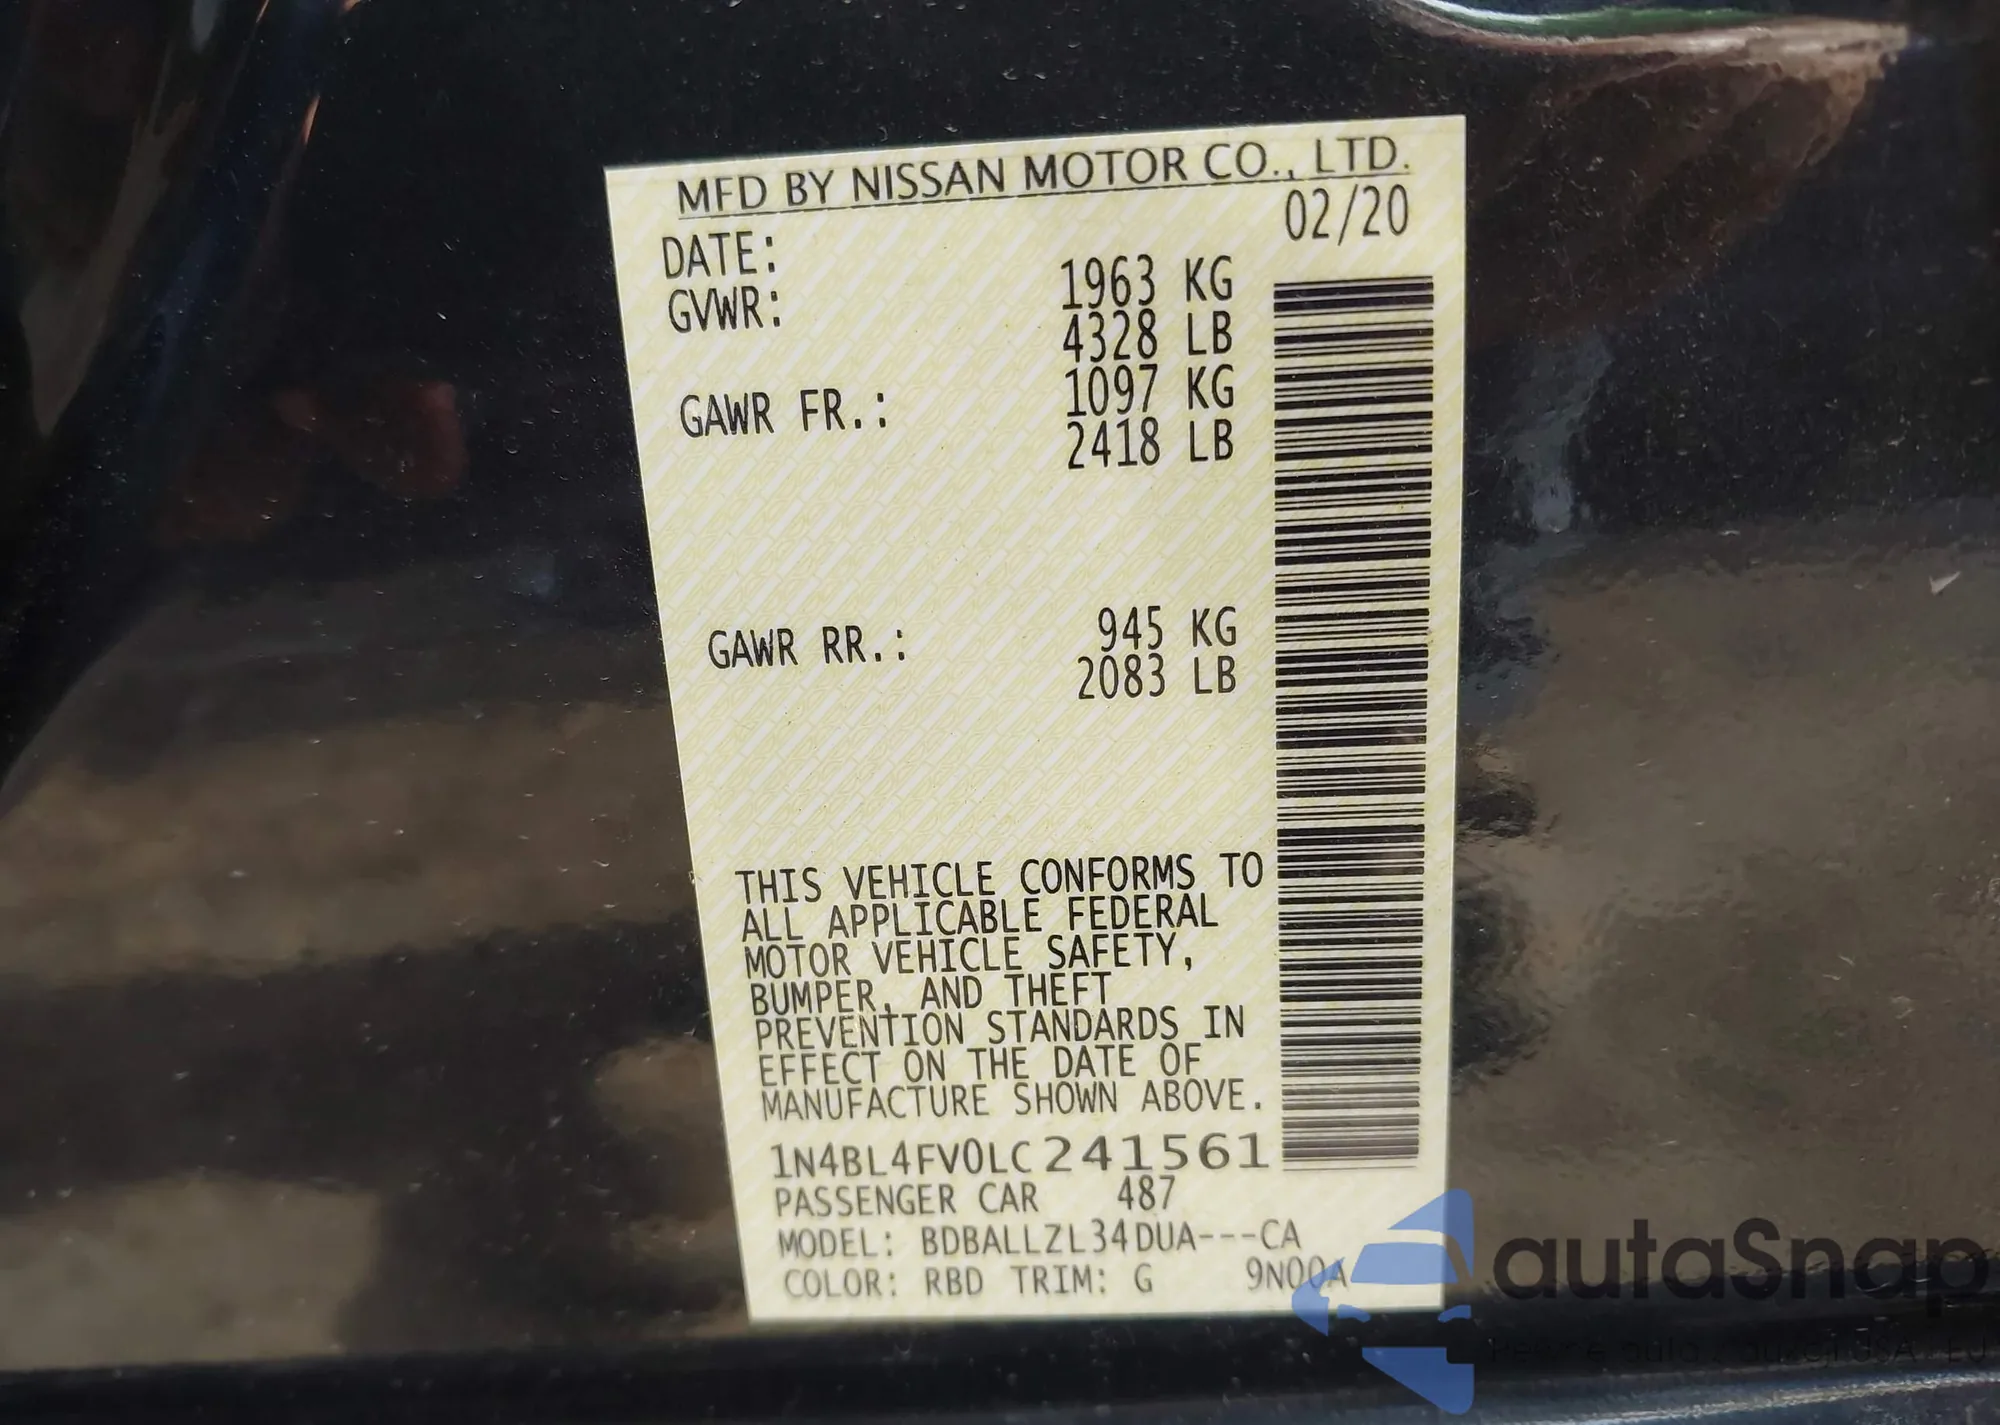 MFD BY NISSAN MOTOR CO., LTD.
DATE: 02/20
GVWR: 1963 KG
4328 LB
GAWR FR.: 1097 KG
2418 LB
GAWR RR.: 945 KG
2083 LB
THIS VEHICLE CONFORMS TO
ALL APPLICABLE FEDERAL
MOTOR VEHICLE SAFETY,
BUMPER, AND THEFT
PREVENTION STANDARDS IN
EFFECT ON THE DATE OF
MANUFACTURE SHOWN ABOVE.
1N4BL4FV0LC241561
PASSENGER CAR 487
MODEL: BDBALLZL34DUA---CA
COLOR: RBD TRIM: G 9N00A
autaSnap
auta z USA